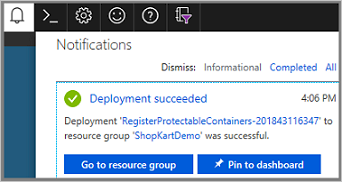 Notifications
Dismiss: Informational Completed All
Deployment succeeded 4:06 PM
Deployment 'RegisterProtectableContainers-201843116347' to
resource group 'ShopKartDemo' was successful.
Go to resource group Pin to dashboard